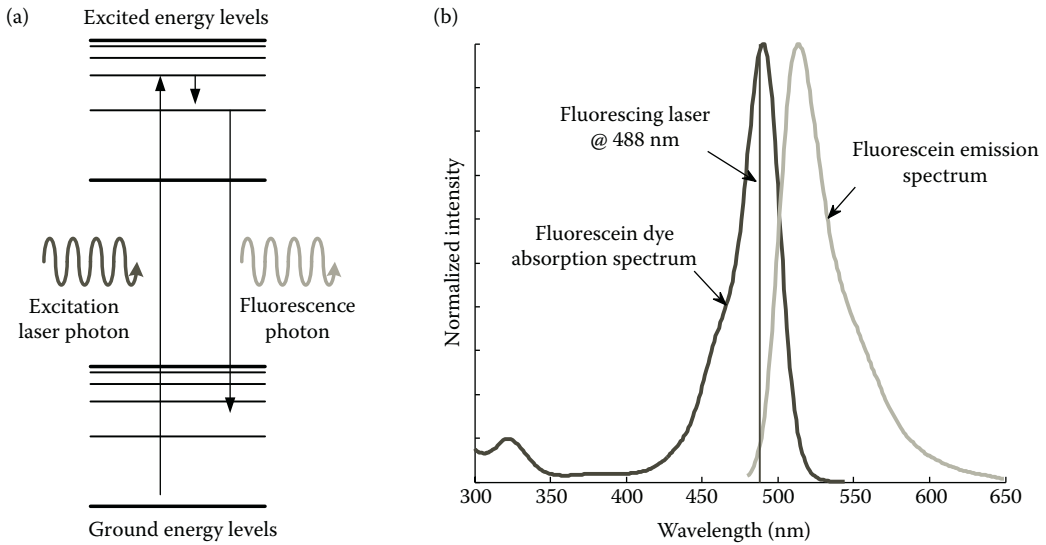 (a)
Excited energy levels
Excitation
laser photon
Fluorescence
photon
Ground energy levels
(b)
Normalized intensity
Fluorescing laser
@ 488 nm
Fluorescein emission
spectrum
Fluorescein dye
absorption spectrum
300 350 400 450 500 550 600 650
Wavelength (nm)